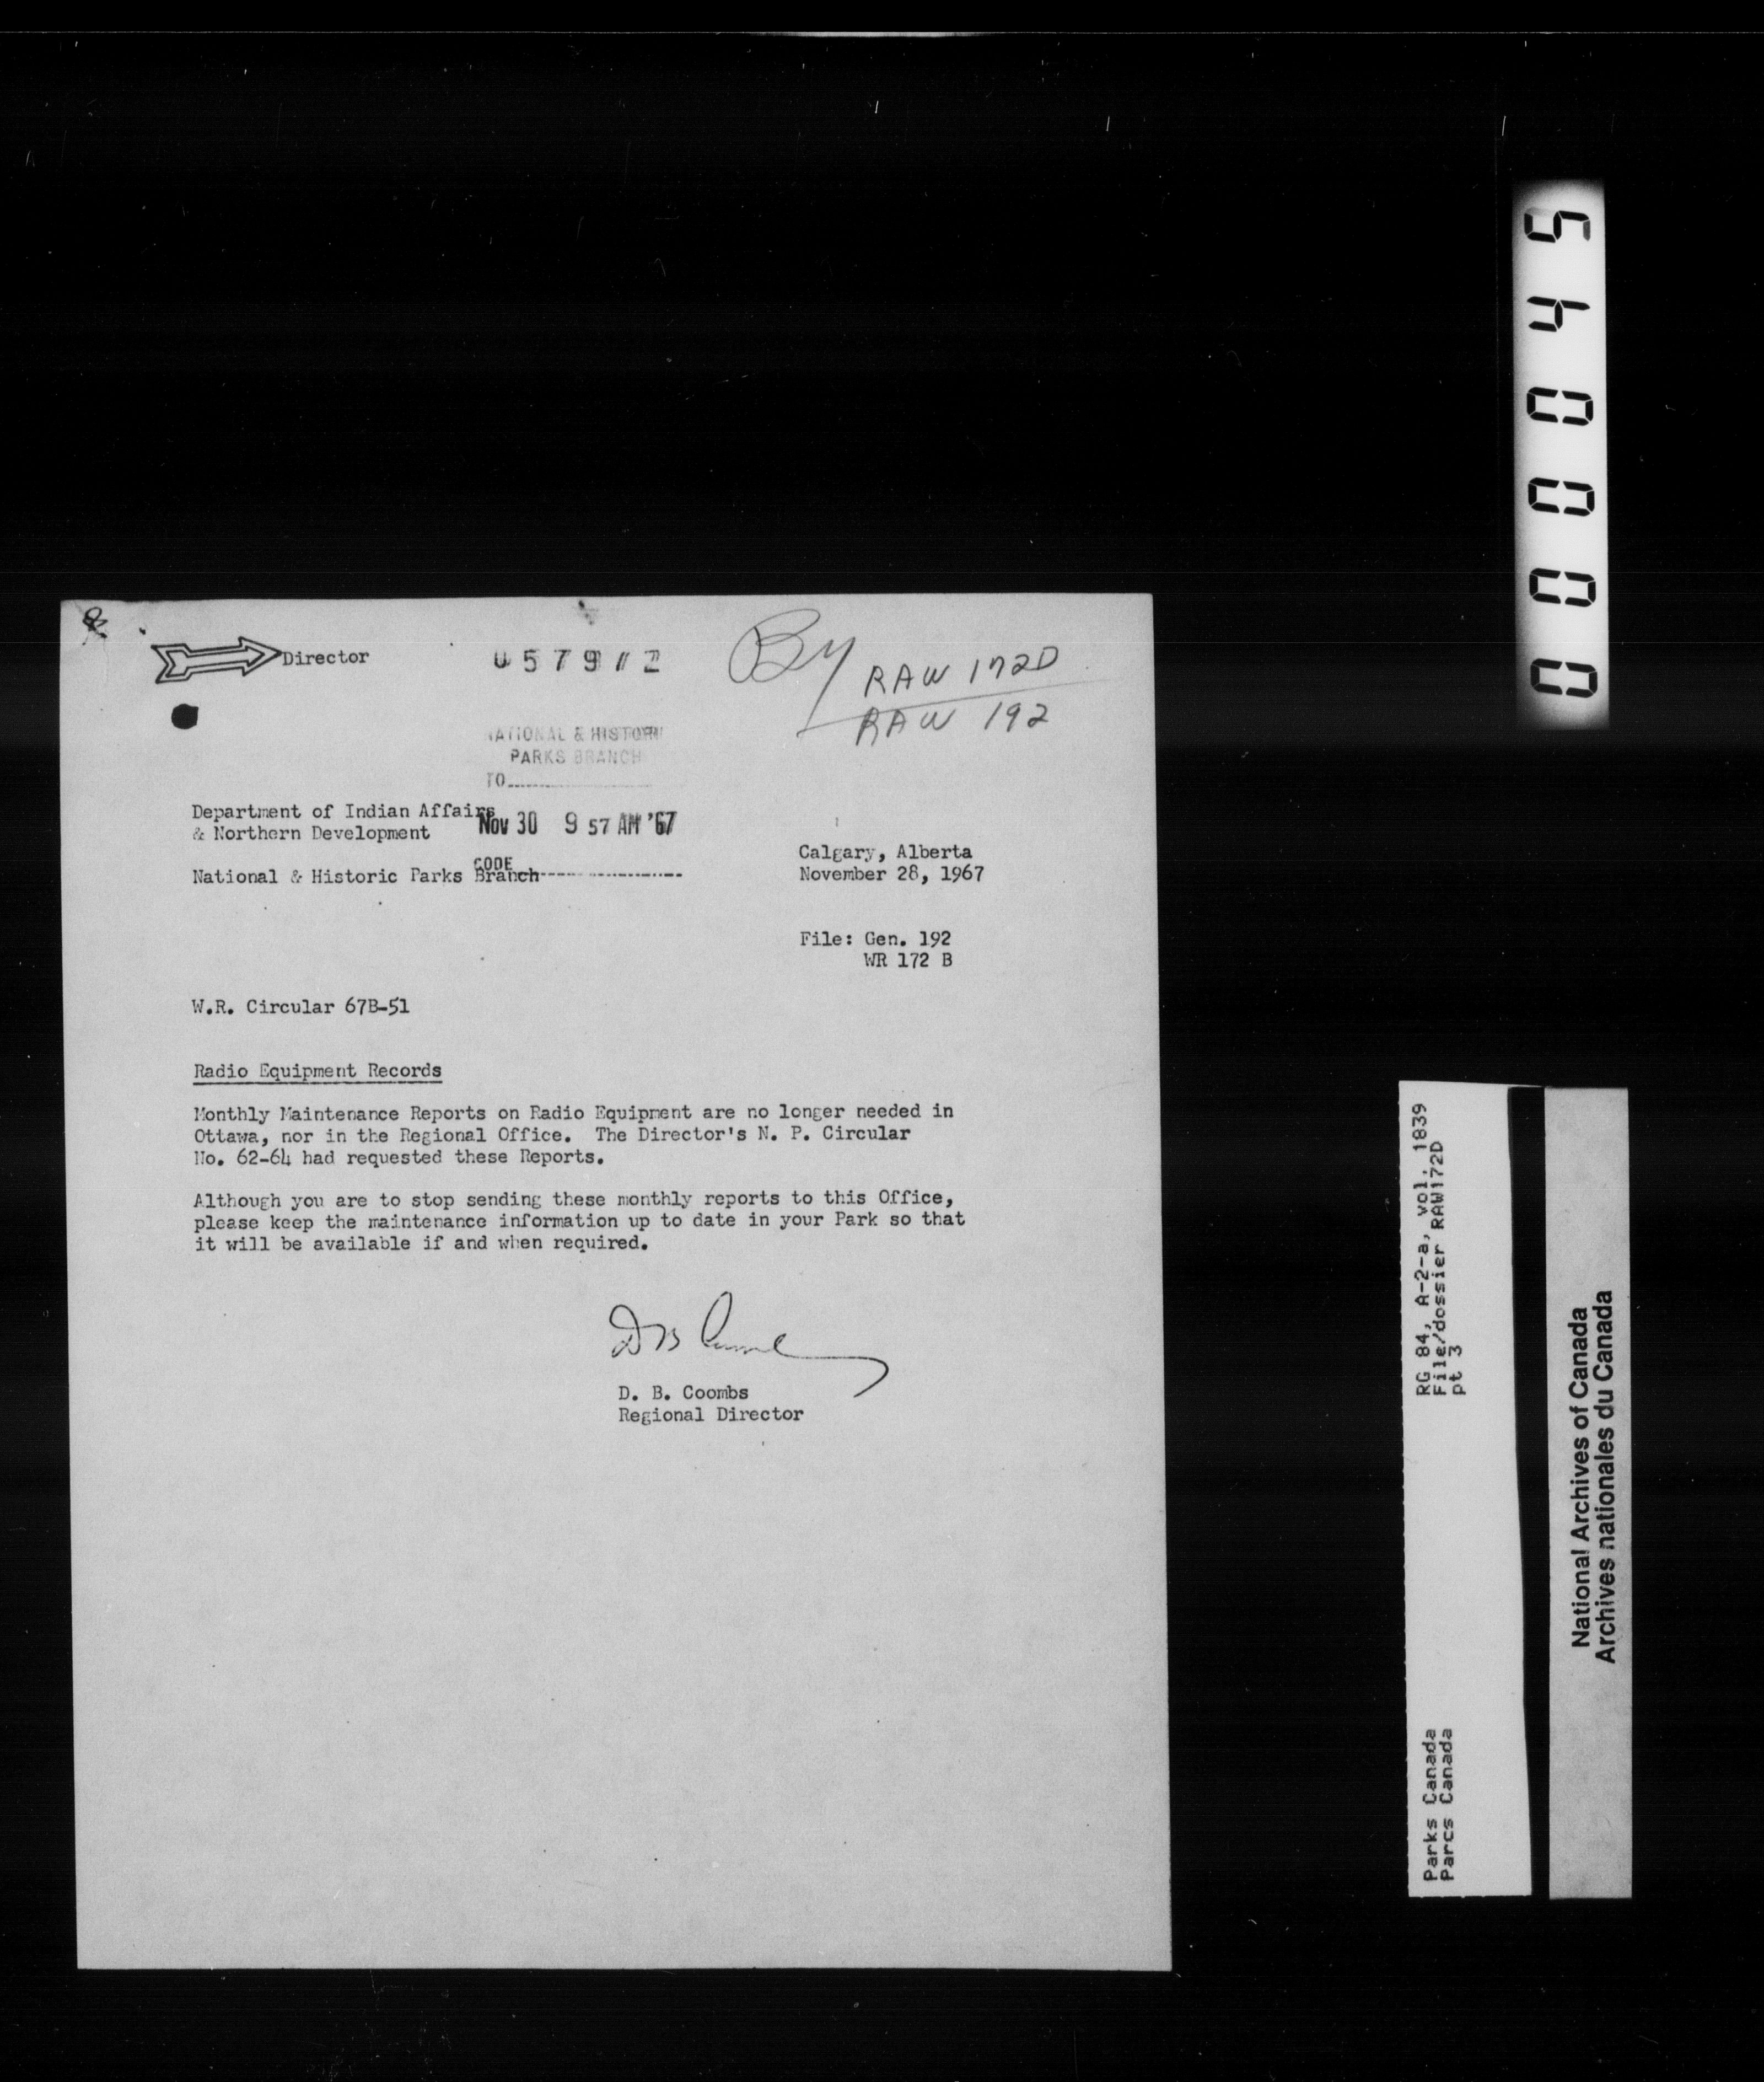 Director
By
RAW 172D
RAW 192
NATIONAL & HISTORIC
PARKS BRANCH
TO
Department of Indian Affairs
& Northern Development
Nov 30 9 57 AM '67
CODE
National & Historic Parks Branch
Calgary, Alberta
November 28, 1967
File: Gen. 192
WR 172 B
W.R. Circular 67B-51
Radio Equipment Records
Monthly Maintenance Reports on Radio Equipment are no longer needed in
Ottawa, nor in the Regional Office. The Director's N. P. Circular
No. 62-64 had requested these Reports.
Although you are to stop sending these monthly reports to this Office,
please keep the maintenance information up to date in your Park so that
it will be available if and when required.
D. B. Coombs
Regional Director
000045
RG 84, A-2-a, vol. 1839
File/dossier RAW172D
pt 3
Parks Canada
Parcs Canada
National Archives of Canada
Archives nationales du Canada